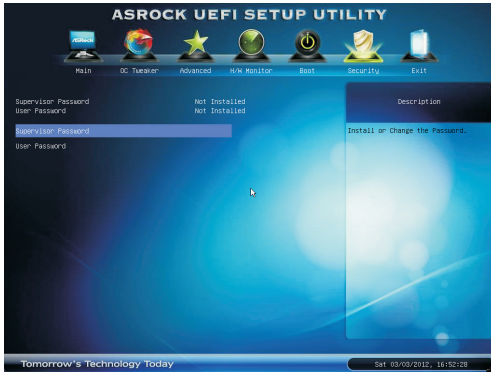 ASROCK UEFI SETUP UTILITY
ASRock
Main OC Tweaker Advanced H/W Monitor Boot Security Exit
Supervisor Password Not Installed
User Password Not Installed
Supervisor Password
User Password
Description
Install or Change the Password.
Tomorrow's Technology Today
Sat 03/03/2012, 16:52:28